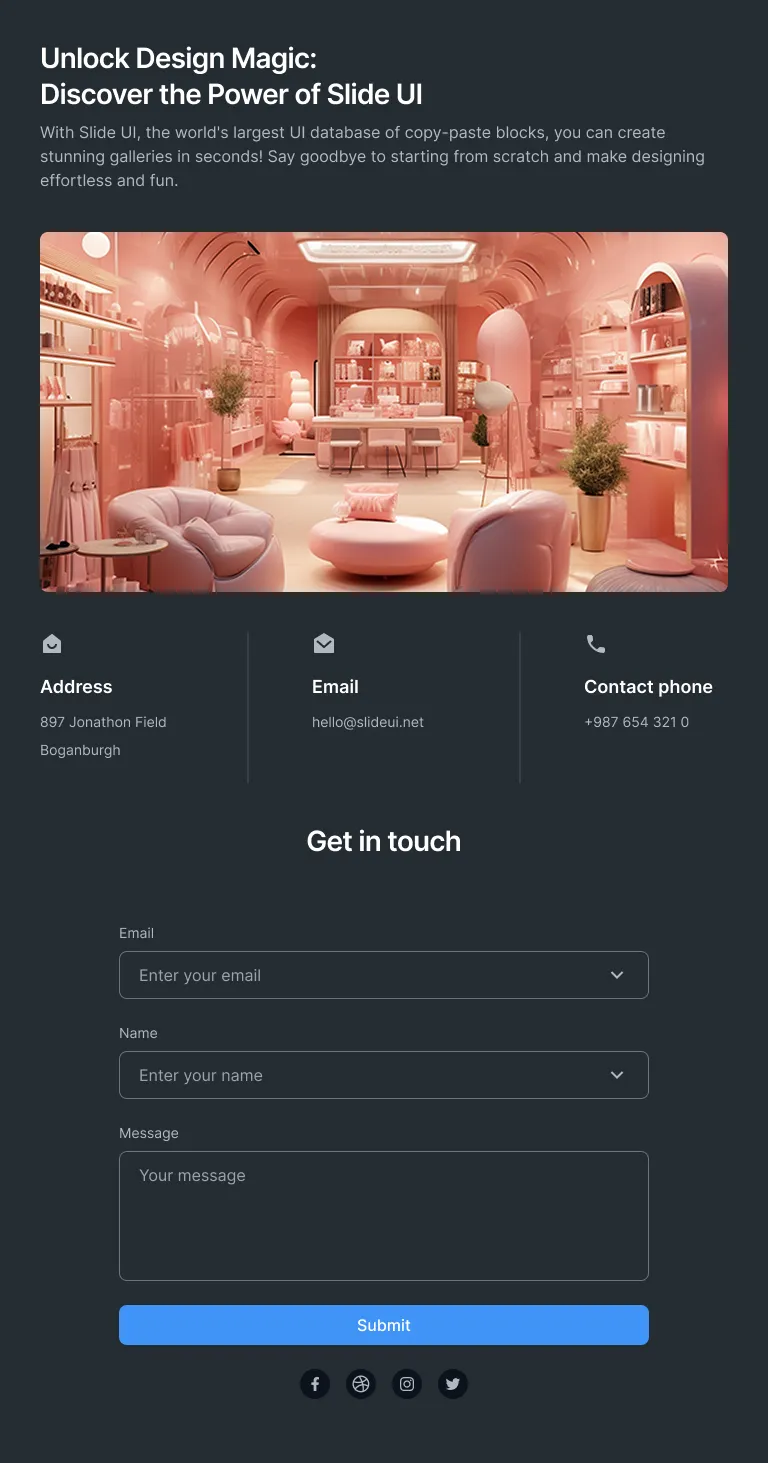 Unlock Design Magic:
Discover the Power of Slide UI
With Slide UI, the world's largest UI database of copy-paste blocks, you can create
stunning galleries in seconds! Say goodbye to starting from scratch and make designing
effortless and fun.
Address
897 Jonathon Field
Boganburgh
Email
hello@slideui.net
Contact phone
+987 654 321 0
Get in touch
Email
Enter your email
Name
Enter your name
Message
Your message
Submit